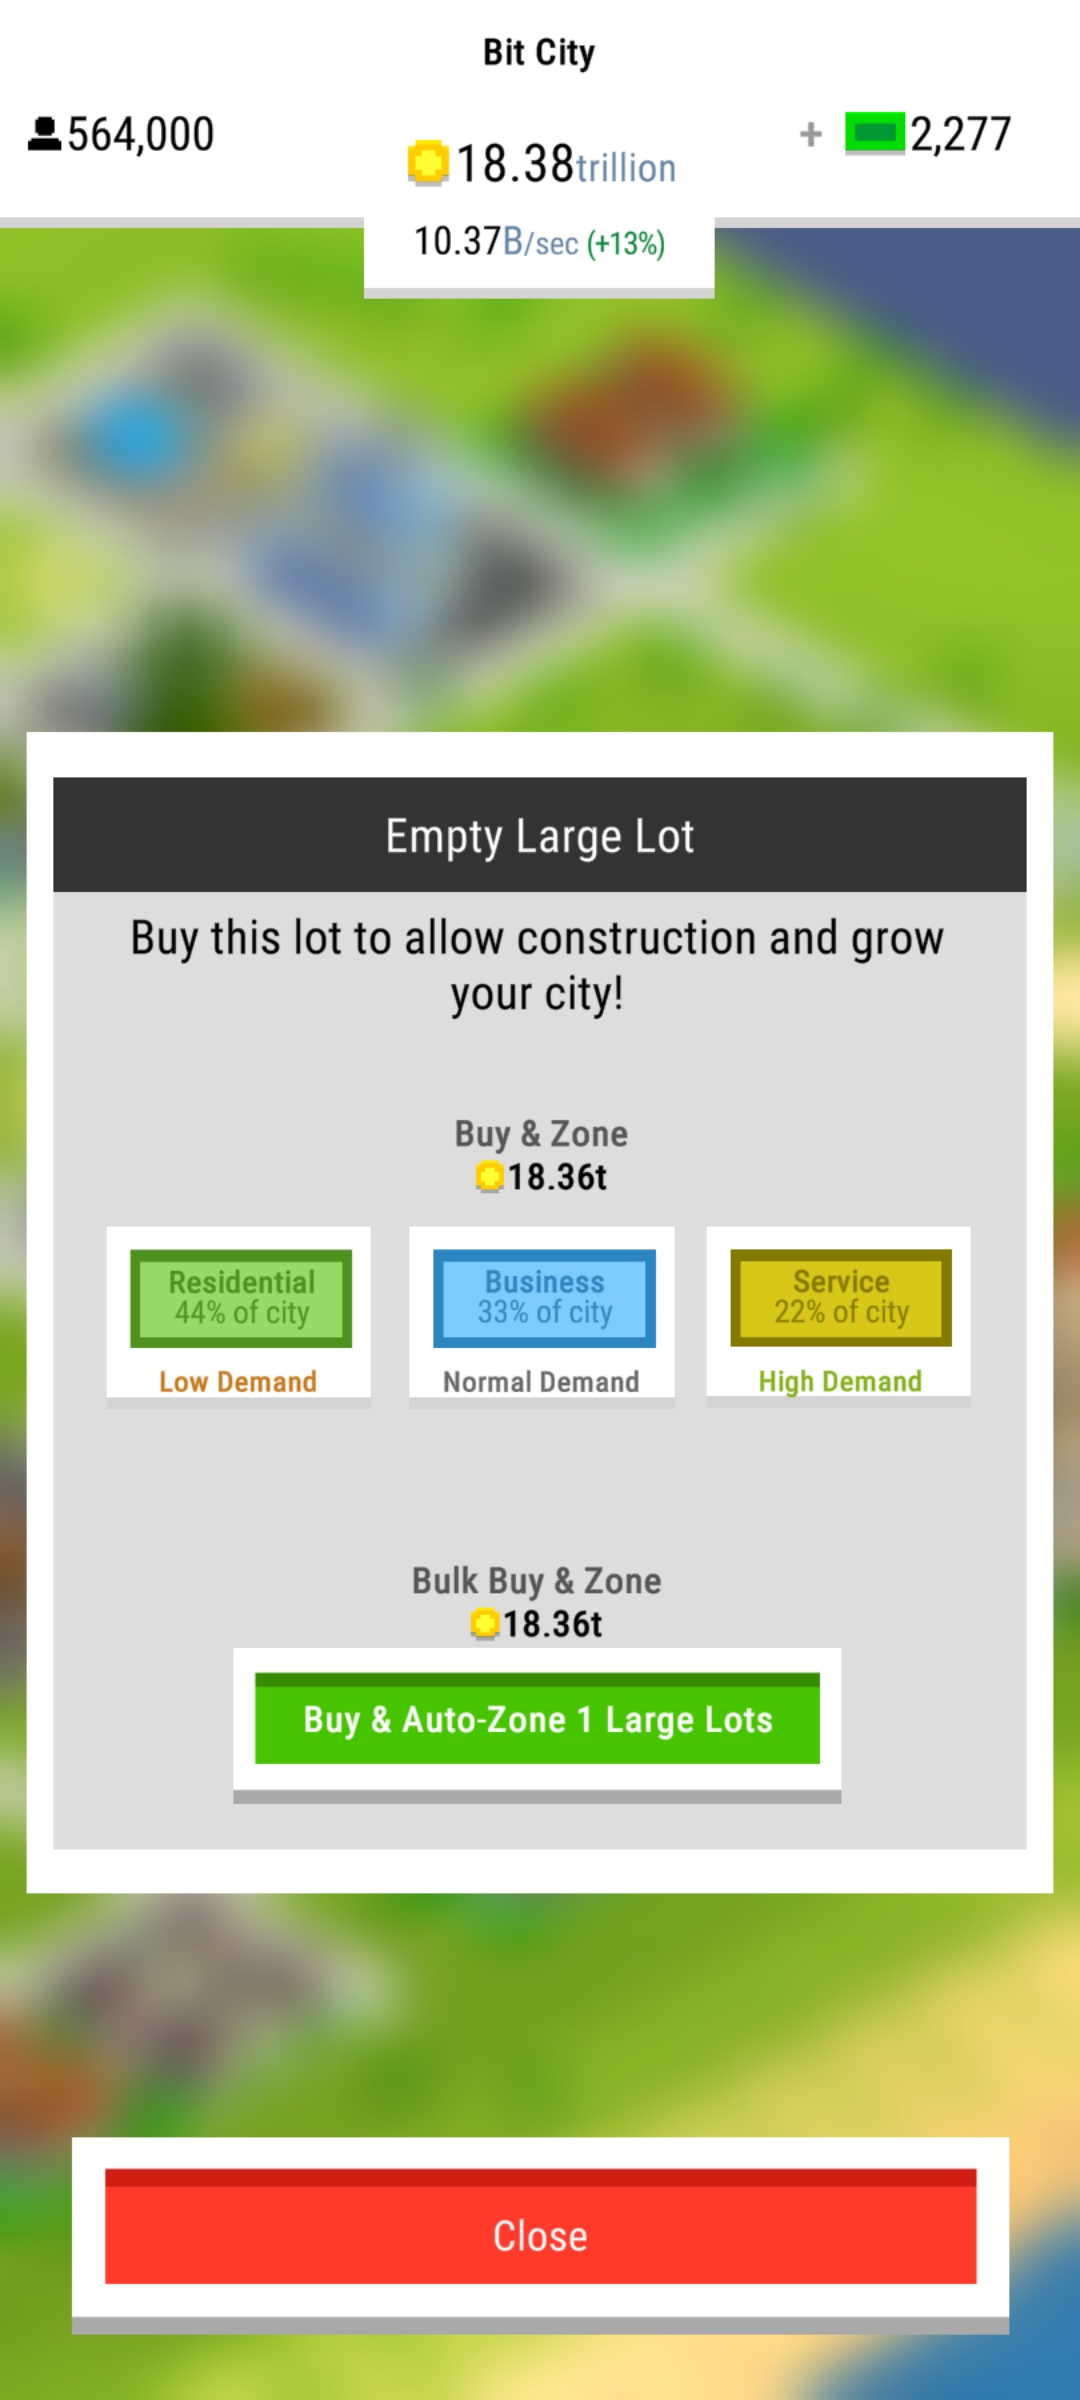 Bit City
564,000
18.38trillion
+ 2,277
10.37B/sec (+13%)
Empty Large Lot
Buy this lot to allow construction and grow
your city!
Buy & Zone
18.36t
Residential
44% of city
Low Demand
Business
33% of city
Normal Demand
Service
22% of city
High Demand
Bulk Buy & Zone
18.36t
Buy & Auto-Zone 1 Large Lots
Close